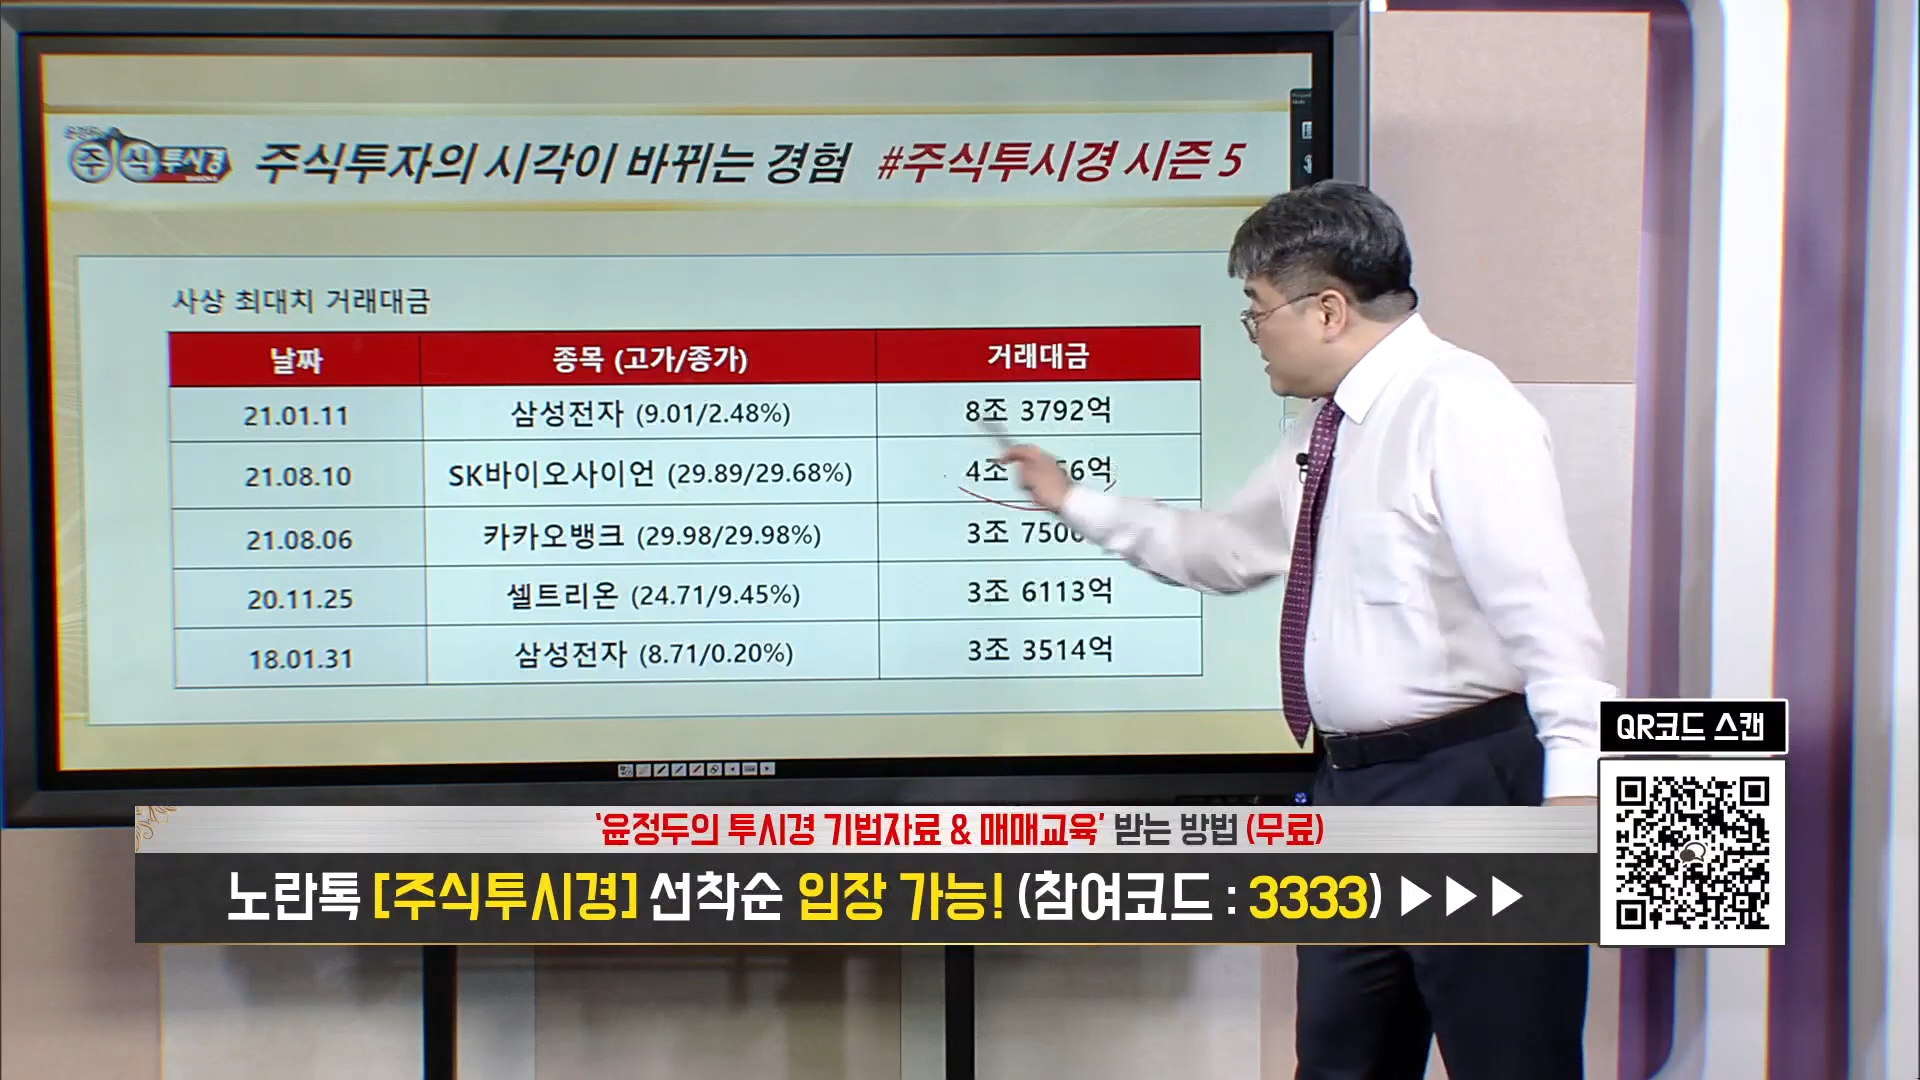 주식투시경
주식투자의 시각이 바뀌는 경험 #주식투시경 시즌 5
사상 최대치 거래대금
날짜 종목 (고가/종가) 거래대금
21.01.11 삼성전자 (9.01/2.48%) 8조 3792억
21.08.10 SK바이오사이언 (29.89/29.68%) 4조 56억
21.08.06 카카오뱅크 (29.98/29.98%) 3조
20.11.25 셀트리온 (24.71/9.45%) 3조 6113억
18.01.31 삼성전자 (8.71/0.20%) 3조 3514억
QR코드 스캔
'윤정두의 투시경 기법자료 & 매매교육' 받는 방법 (무료)
노란톡 [주식투시경] 선착순 입장 가능! (참여코드 : 3333) ▶▶▶